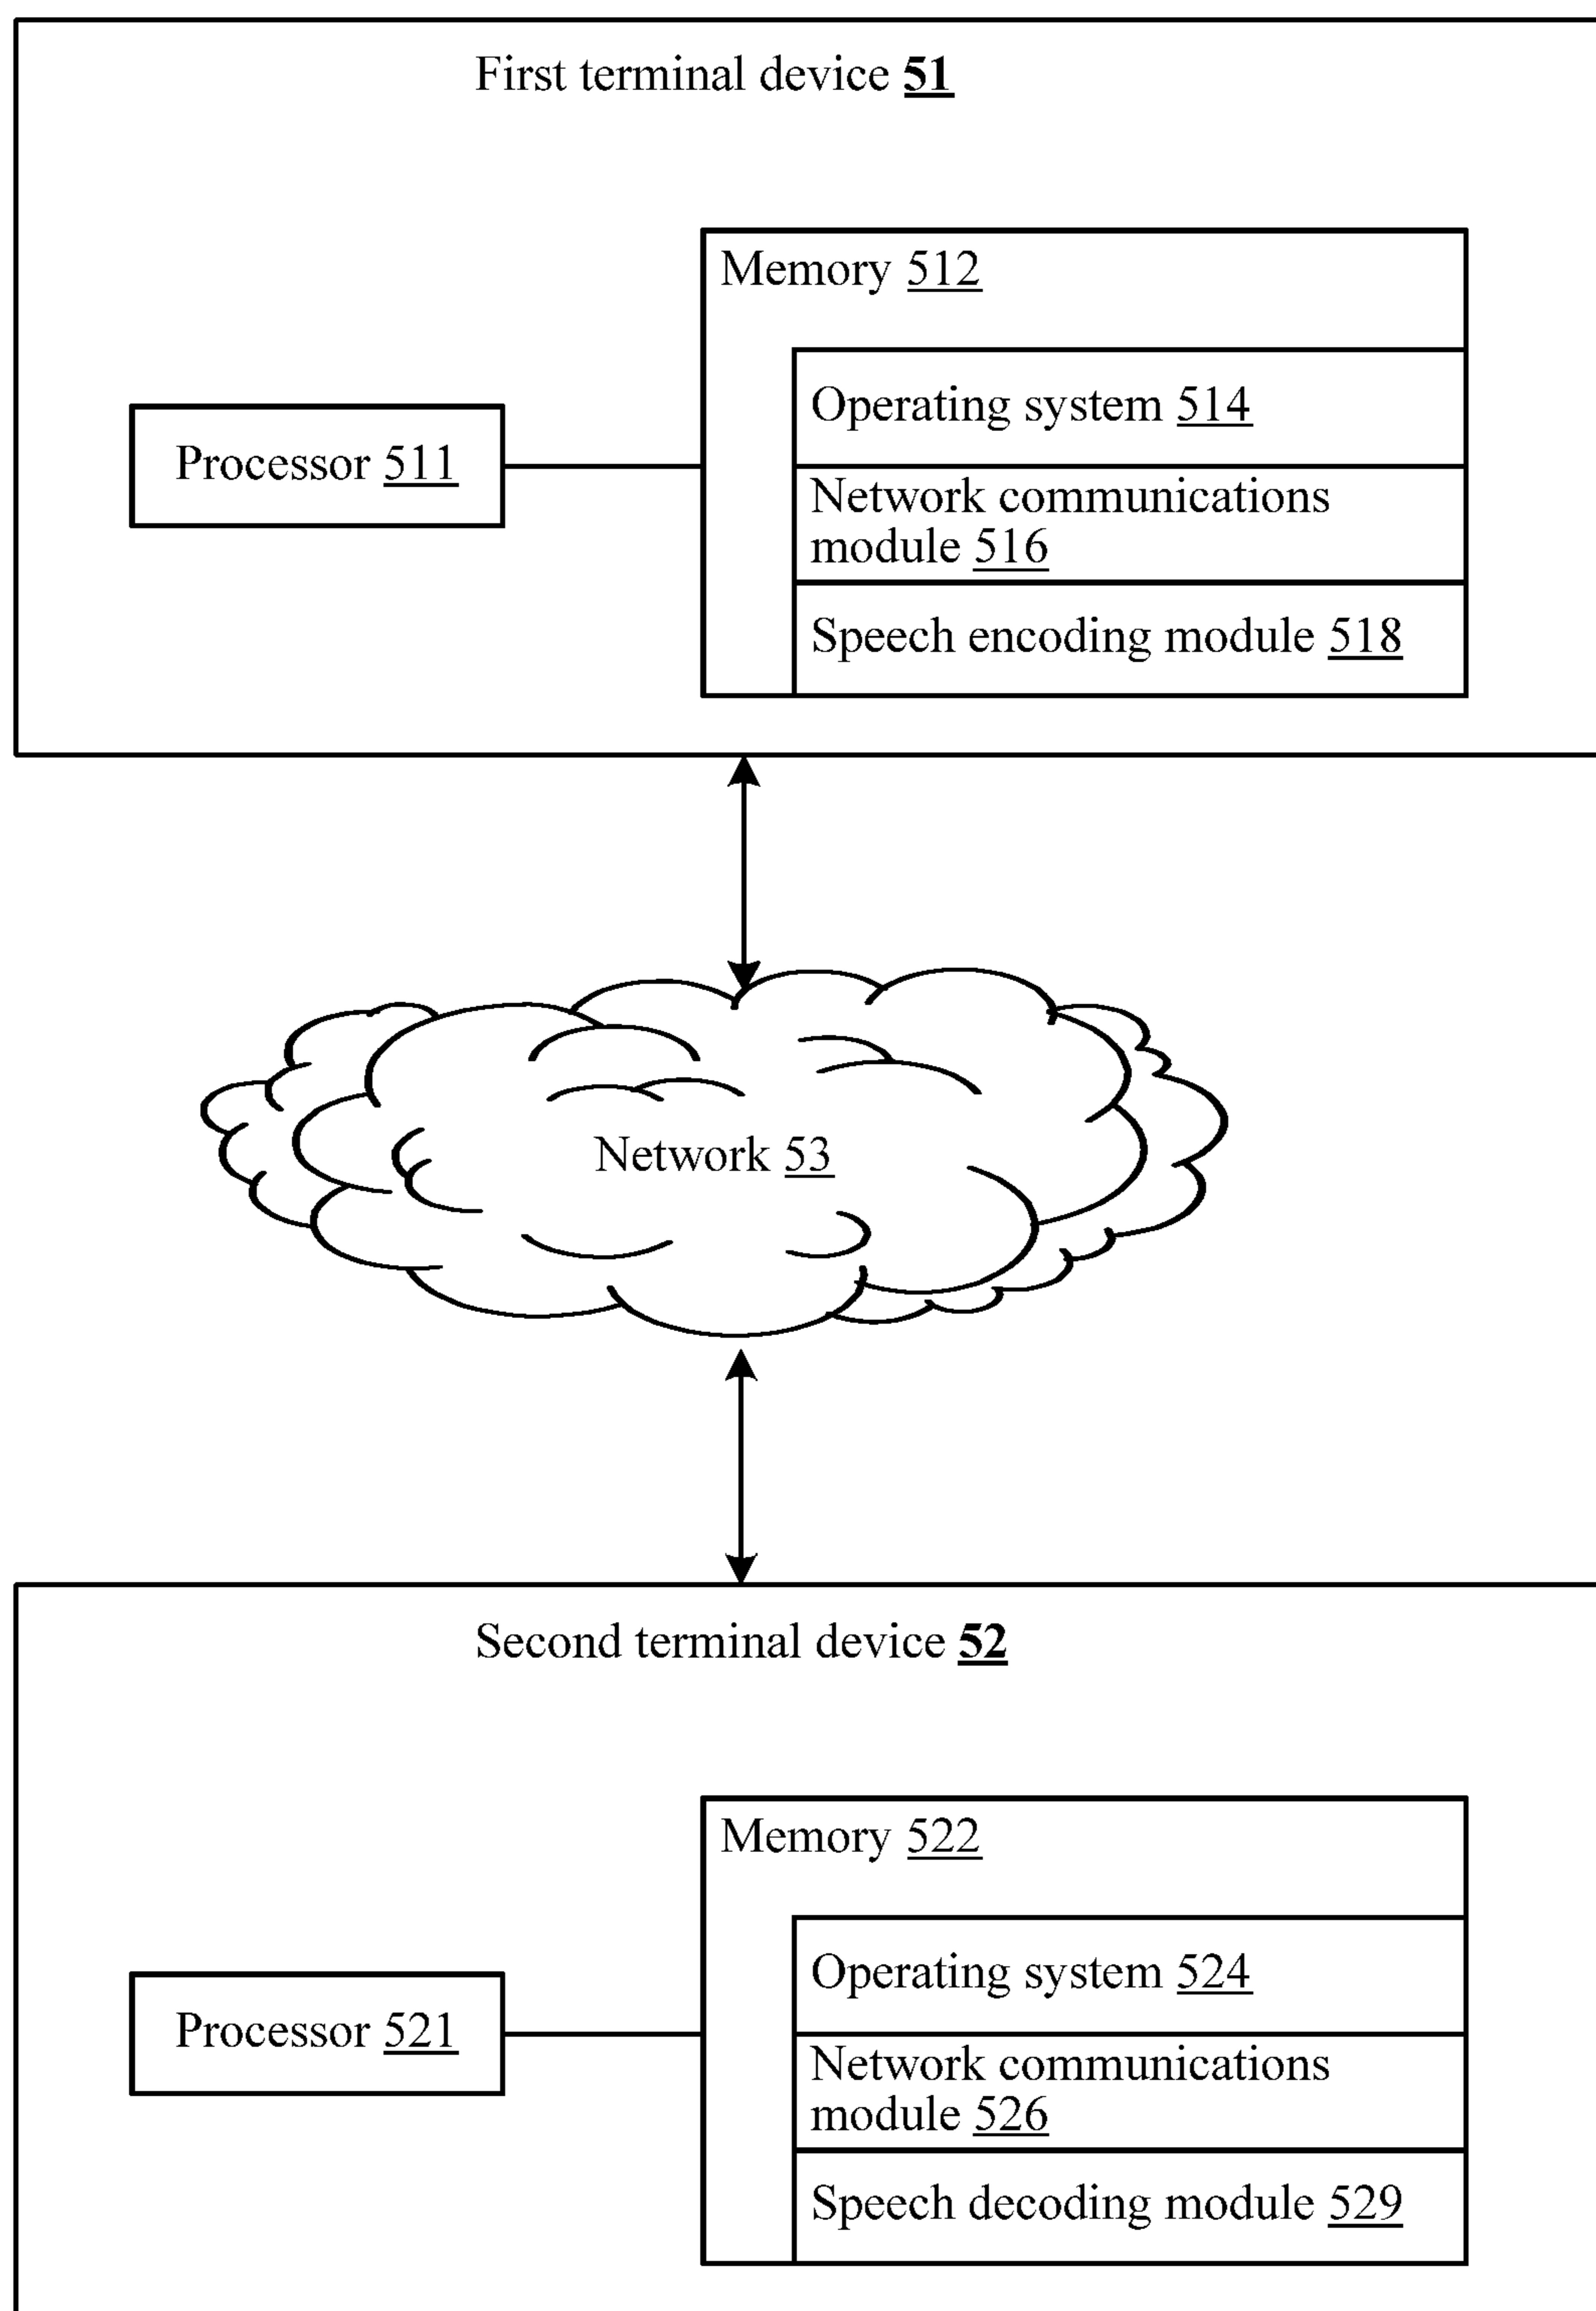 First terminal device 51
Memory 512
Operating system 514
Processor 511
Network communications
module 516
Speech encoding module 518
Network 53
Second terminal device 52
Memory 522
Operating system 524
Processor 521
Network communications
module 526
Speech decoding module 529